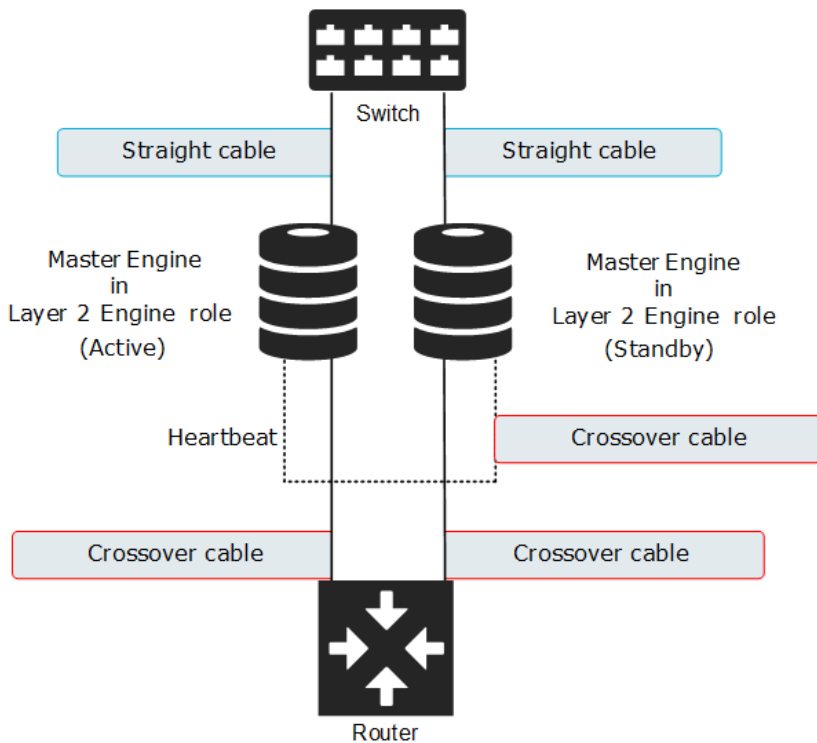 Switch
Straight cable
Straight cable
Master Engine
in
Layer 2 Engine role
(Active)
Master Engine
in
Layer 2 Engine role
(Standby)
Heartbeat
Crossover cable
Crossover cable
Crossover cable
Router